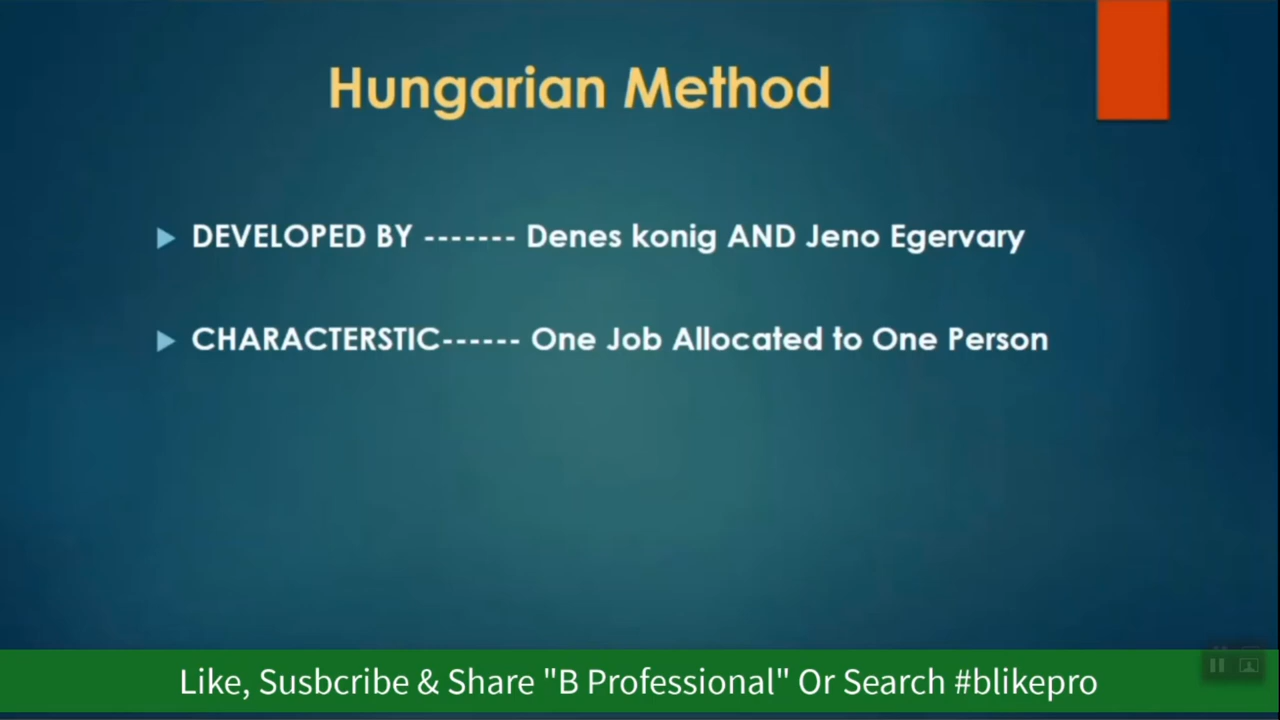 Hungarian Method
DEVELOPED BY ------- Denes konig AND Jeno Egervary
CHARACTERSTIC------ One Job Allocated to One Person
Like, Susbcribe & Share "B Professional" Or Search #blikepro